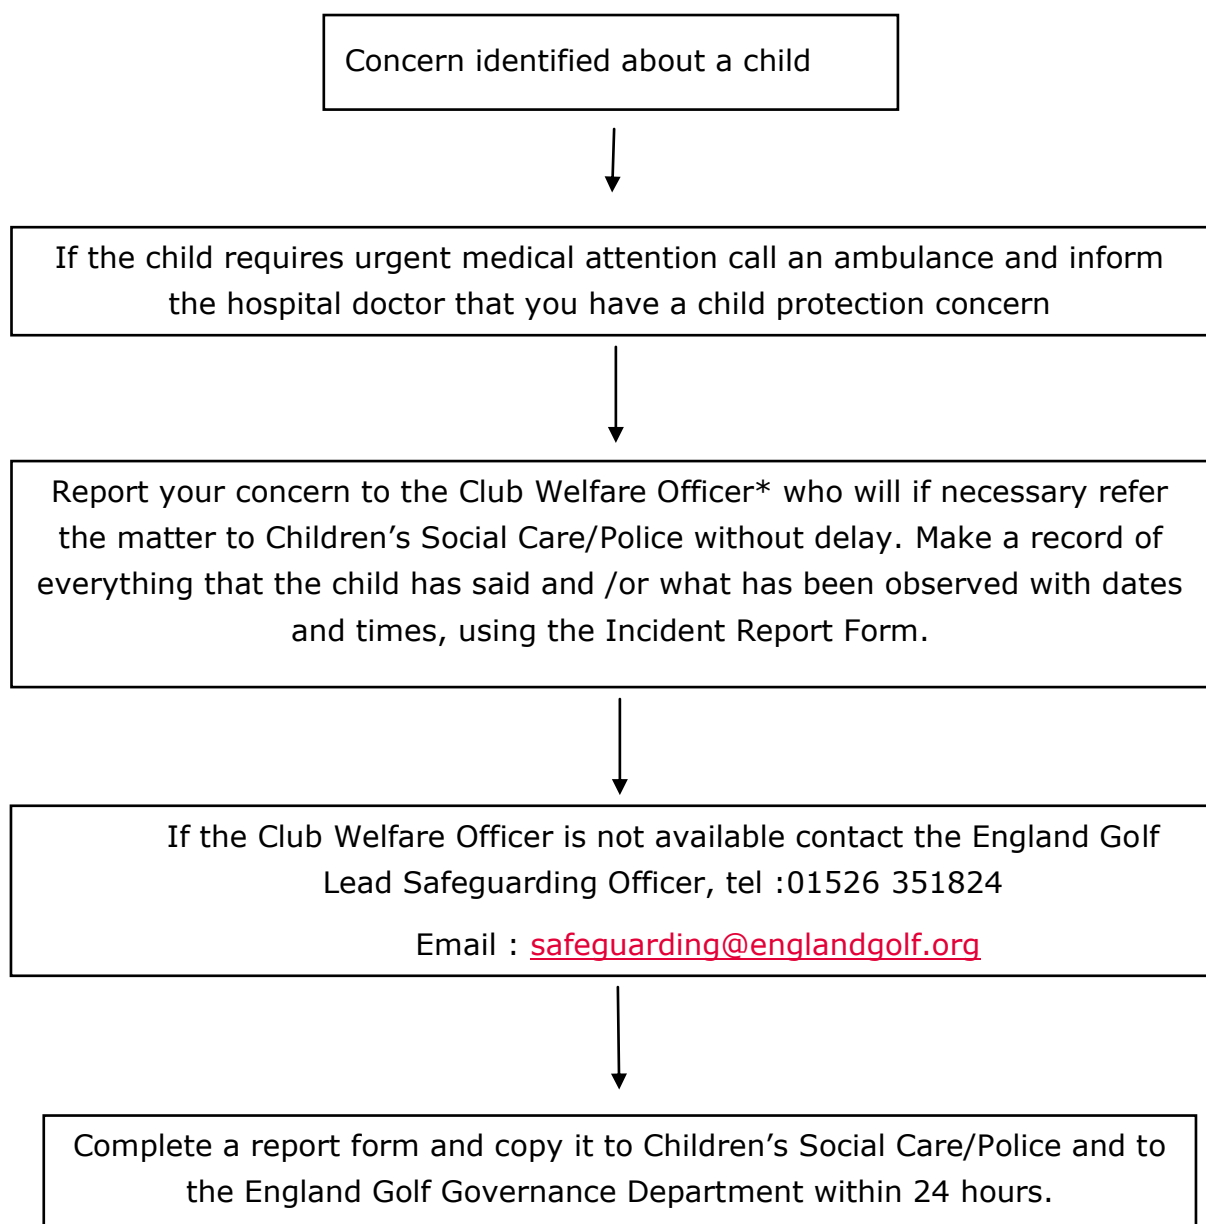 Concern identified about a child
If the child requires urgent medical attention call an ambulance and inform
the hospital doctor that you have a child protection concern
Report your concern to the Club Welfare Officer* who will if necessary refer
the matter to Children’s Social Care/Police without delay. Make a record of
everything that the child has said and /or what has been observed with dates
and times, using the Incident Report Form.
If the Club Welfare Officer is not available contact the England Golf
Lead Safeguarding Officer, tel :01526 351824
Email : safeguarding@englandgolf.org
Complete a report form and copy it to Children’s Social Care/Police and to
the England Golf Governance Department within 24 hours.